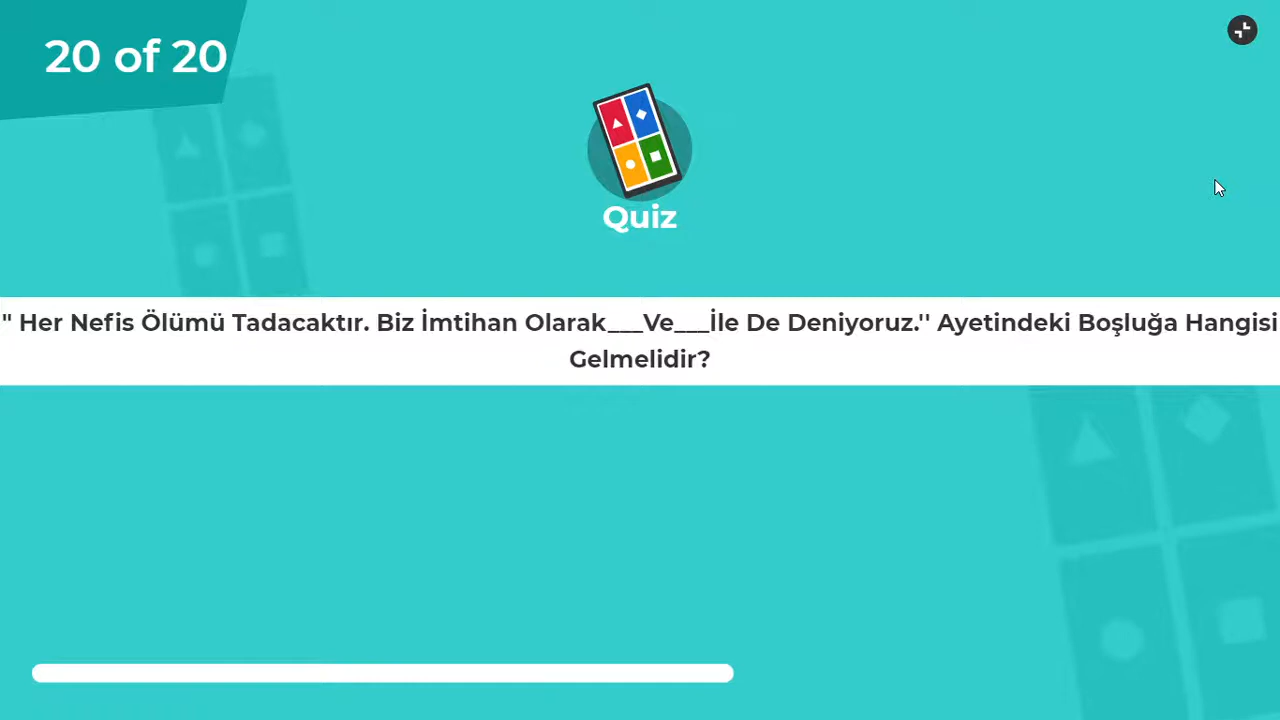 20 of 20
Quiz
" Her Nefis Ölümü Tadacaktır. Biz İmtihan Olarak___Ve___İle De Deniyoruz.'' Ayetindeki Boşluğa Hangisi
Gelmelidir?